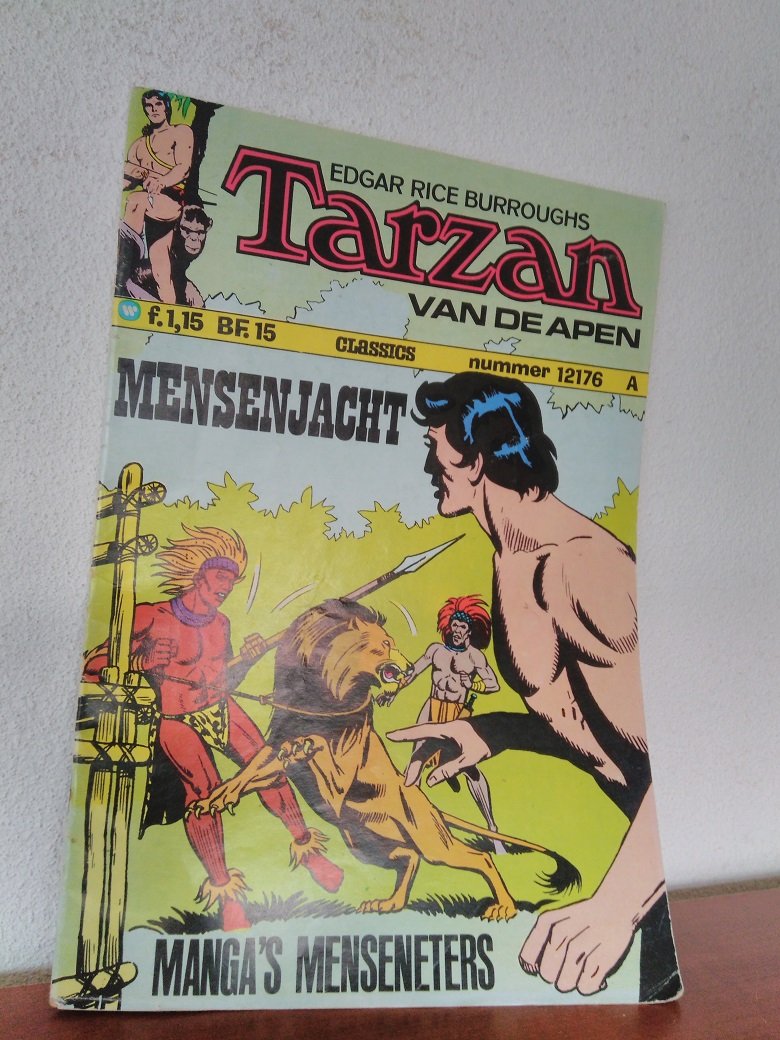 EDGAR RICE BURROUGHS
Tarzan
VAN DE APEN
W f.1,15 BF. 15 CLASSICS nummer 12176 A
MENSENJACHT
MANGA'S MENSENETERS